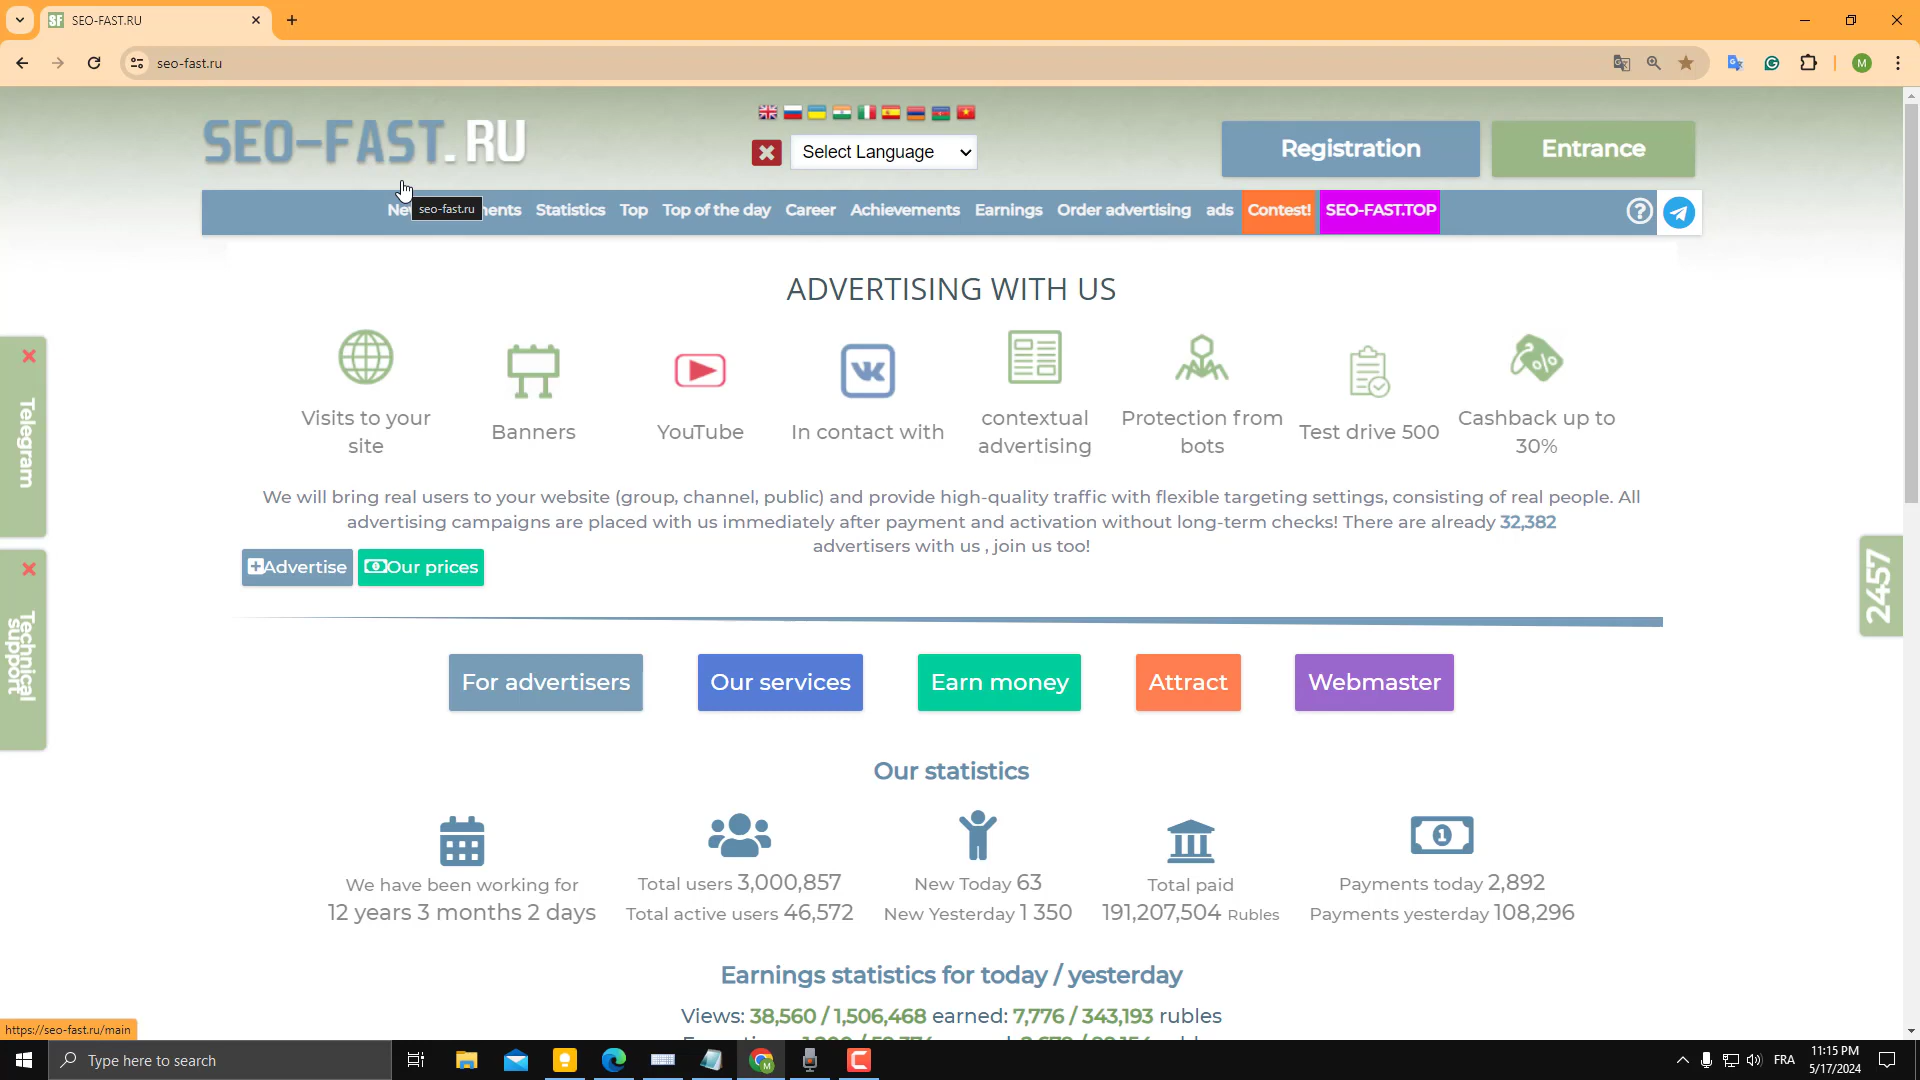 SEO-FAST.RU
seo-fast.ru
SEO-FAST.RU
Select Language
Registration
Entrance
seo-fast.ru
Statistics
Top
Top of the day
Career
Achievements
Earnings
Order advertising
ads
Contest!
SEO-FAST.TOP
ADVERTISING WITH US
Visits to your
site
Banners
YouTube
In contact with
contextual
advertising
Protection from
bots
Test drive 500
Cashback up to
30%
We will bring real users to your website (group, channel, public) and provide high-quality traffic with flexible targeting settings, consisting of real people. All
advertising campaigns are placed with us immediately after payment and activation without long-term checks! There are already 32,382
advertisers with us , join us too!
Advertise
Our prices
Telegram
Technical
support
2457
For advertisers
Our services
Earn money
Attract
Webmaster
Our statistics
We have been working for
12 years 3 months 2 days
Total users 3,000,857
Total active users 46,572
New Today 63
New Yesterday 1 350
Total paid
191,207,504 Rubles
Payments today 2,892
Payments yesterday 108,296
Earnings statistics for today / yesterday
Views: 38,560 / 1,506,468 earned: 7,776 / 343,193 rubles
https://seo-fast.ru/main
Type here to search
FRA
11:15 PM
5/17/2024